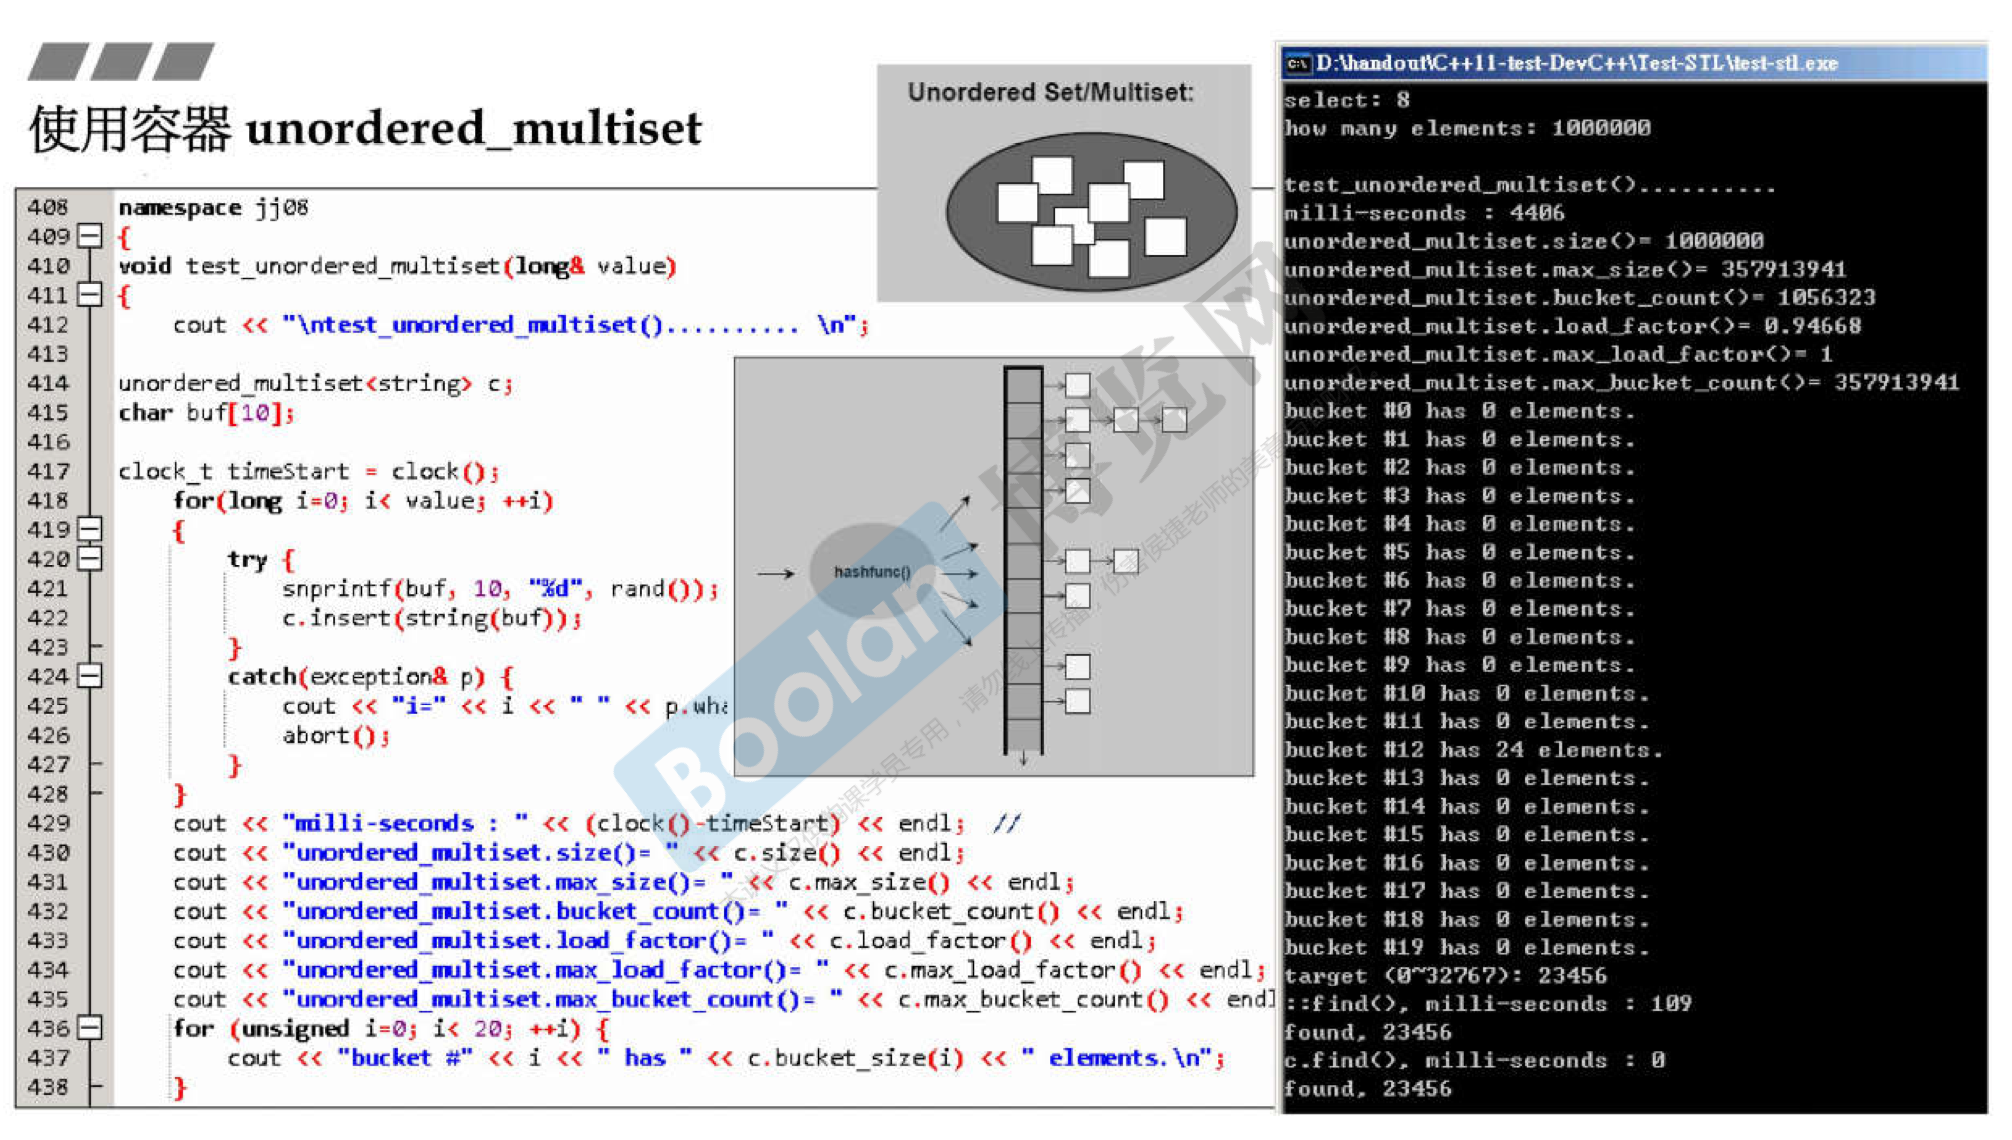 使用容器 unordered_multiset
408 namespace jj08
409 {
410 void test_unordered_multiset(long& value)
411 {
412 cout << "\ntest_unordered_multiset().......... \n";
413
414 unordered_multiset<string> c;
415 char buf[10];
416
417 clock_t timeStart = clock();
418 for(long i=0; i< value; ++i)
419 {
420 try {
421 snprintf(buf, 10, "%d", rand());
422 c.insert(string(buf));
423 }
424 catch(exception& p) {
425 cout << "i=" << i << " " << p.wha
426 abort();
427 }
428 }
429 cout << "milli-seconds : " << (clock()-timeStart) << endl; //
430 cout << "unordered_multiset.size()= " << c.size() << endl;
431 cout << "unordered_multiset.max_size()= " << c.max_size() << endl;
432 cout << "unordered_multiset.bucket_count()= " << c.bucket_count() << endl;
433 cout << "unordered_multiset.load_factor()= " << c.load_factor() << endl;
434 cout << "unordered_multiset.max_load_factor()= " << c.max_load_factor() << endl;
435 cout << "unordered_multiset.max_bucket_count()= " << c.max_bucket_count() << endl
436 for (unsigned i=0; i< 20; ++i) {
437 cout << "bucket #" << i << " has " << c.bucket_size(i) << " elements.\n";
438 }
Unordered Set/Multiset:
hashfunc()
Boolan
博览网
D:\handout\C++11-test-DevC++\Test-STL\test-stl.exe
select: 8
how many elements: 1000000
test_unordered_multiset()..........
milli-seconds : 4406
unordered_multiset.size()= 1000000
unordered_multiset.max_size()= 357913941
unordered_multiset.bucket_count()= 1056323
unordered_multiset.load_factor()= 0.94668
unordered_multiset.max_load_factor()= 1
unordered_multiset.max_bucket_count()= 357913941
bucket #0 has 0 elements.
bucket #1 has 0 elements.
bucket #2 has 0 elements.
bucket #3 has 0 elements.
bucket #4 has 0 elements.
bucket #5 has 0 elements.
bucket #6 has 0 elements.
bucket #7 has 0 elements.
bucket #8 has 0 elements.
bucket #9 has 0 elements.
bucket #10 has 0 elements.
bucket #11 has 0 elements.
bucket #12 has 24 elements.
bucket #13 has 0 elements.
bucket #14 has 0 elements.
bucket #15 has 0 elements.
bucket #16 has 0 elements.
bucket #17 has 0 elements.
bucket #18 has 0 elements.
bucket #19 has 0 elements.
target (0~32767): 23456
::find(), milli-seconds : 109
found, 23456
c.find(), milli-seconds : 0
found, 23456